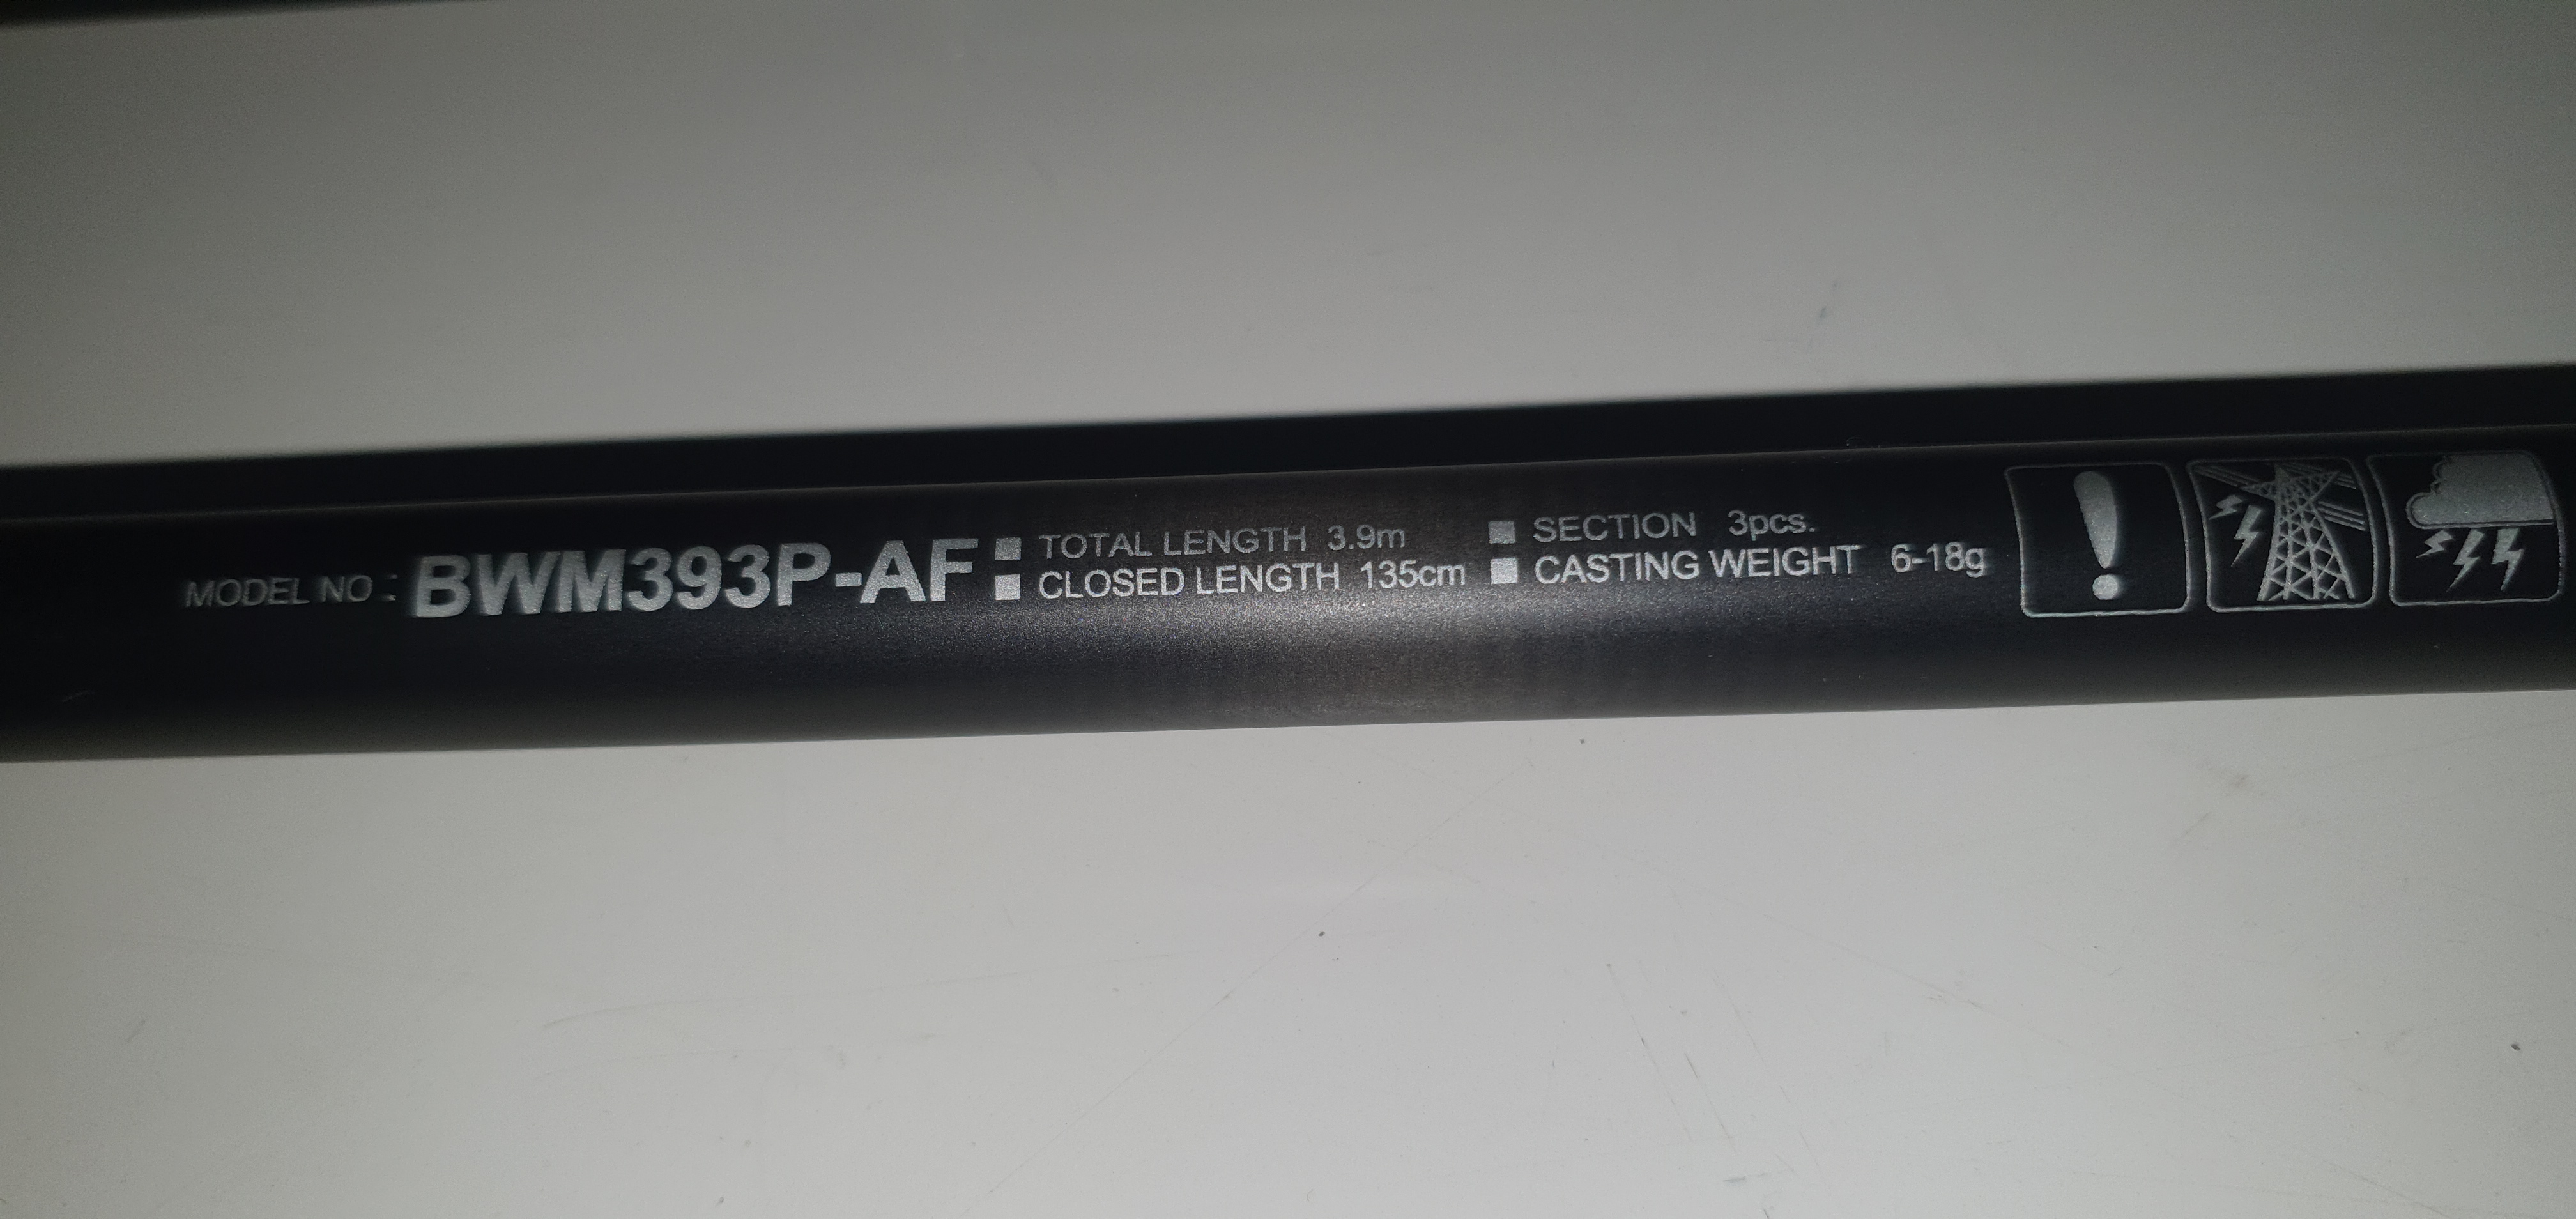 MODEL NO : BWM393P-AF
TOTAL LENGTH 3.9m
CLOSED LENGTH 135cm
SECTION 3pcs.
CASTING WEIGHT 6-18g
!